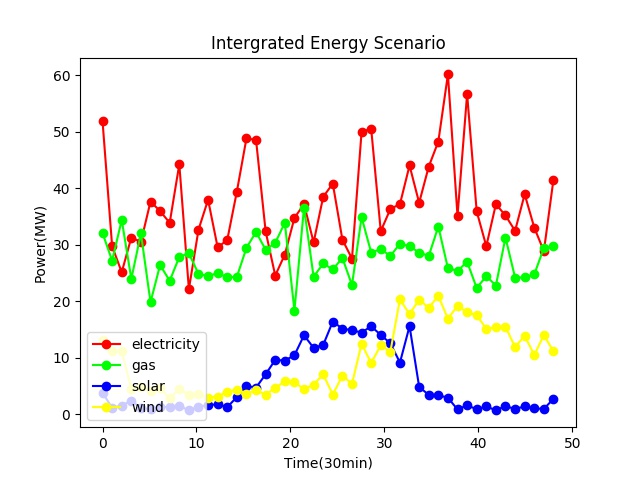 Intergrated Energy Scenario
Power(MW)
60
50
40
30
20
10
0
electricity
gas
solar
wind
0 10 20 30 40 50
Time(30min)